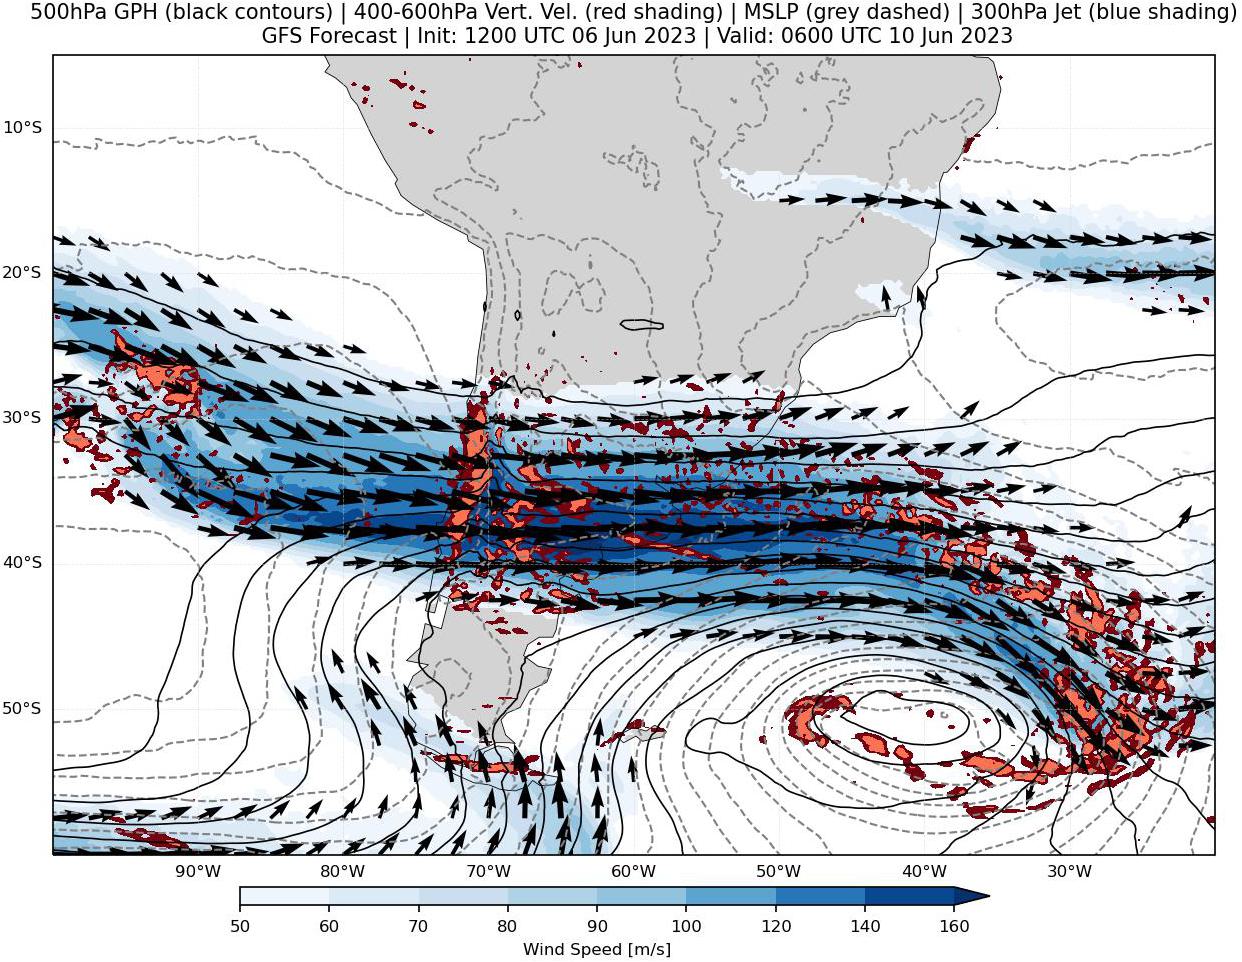 500hPa GPH (black contours) | 400-600hPa Vert. Vel. (red shading) | MSLP (grey dashed) | 300hPa Jet (blue shading)
GFS Forecast | Init: 1200 UTC 06 Jun 2023 | Valid: 0600 UTC 10 Jun 2023
10°S
20°S
30°S
40°S
50°S
90°W 80°W 70°W 60°W 50°W 40°W 30°W
50 60 70 80 90 100 120 140 160
Wind Speed [m/s]